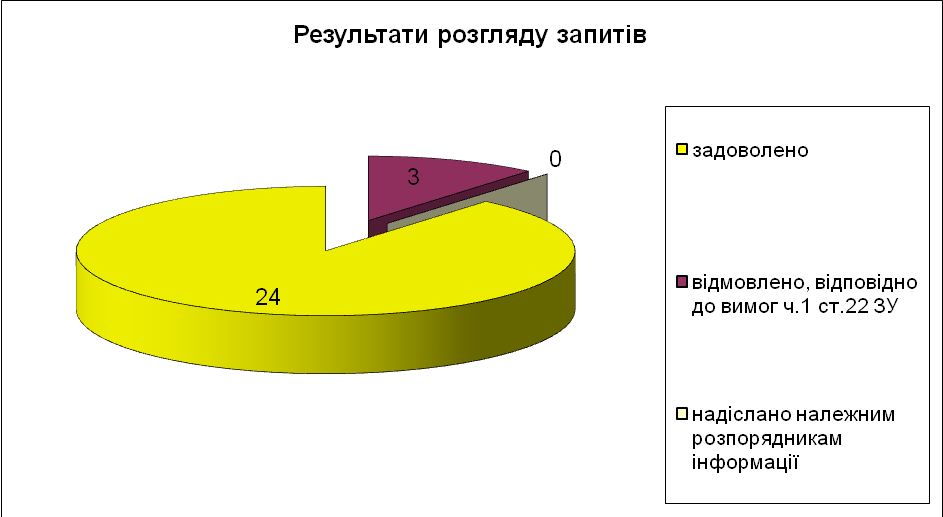 Результати розгляду запитів
3
0
24
задоволено
відмовлено, відповідно
до вимог ч.1 ст.22 ЗУ
надіслано належним
розпорядникам
інформації